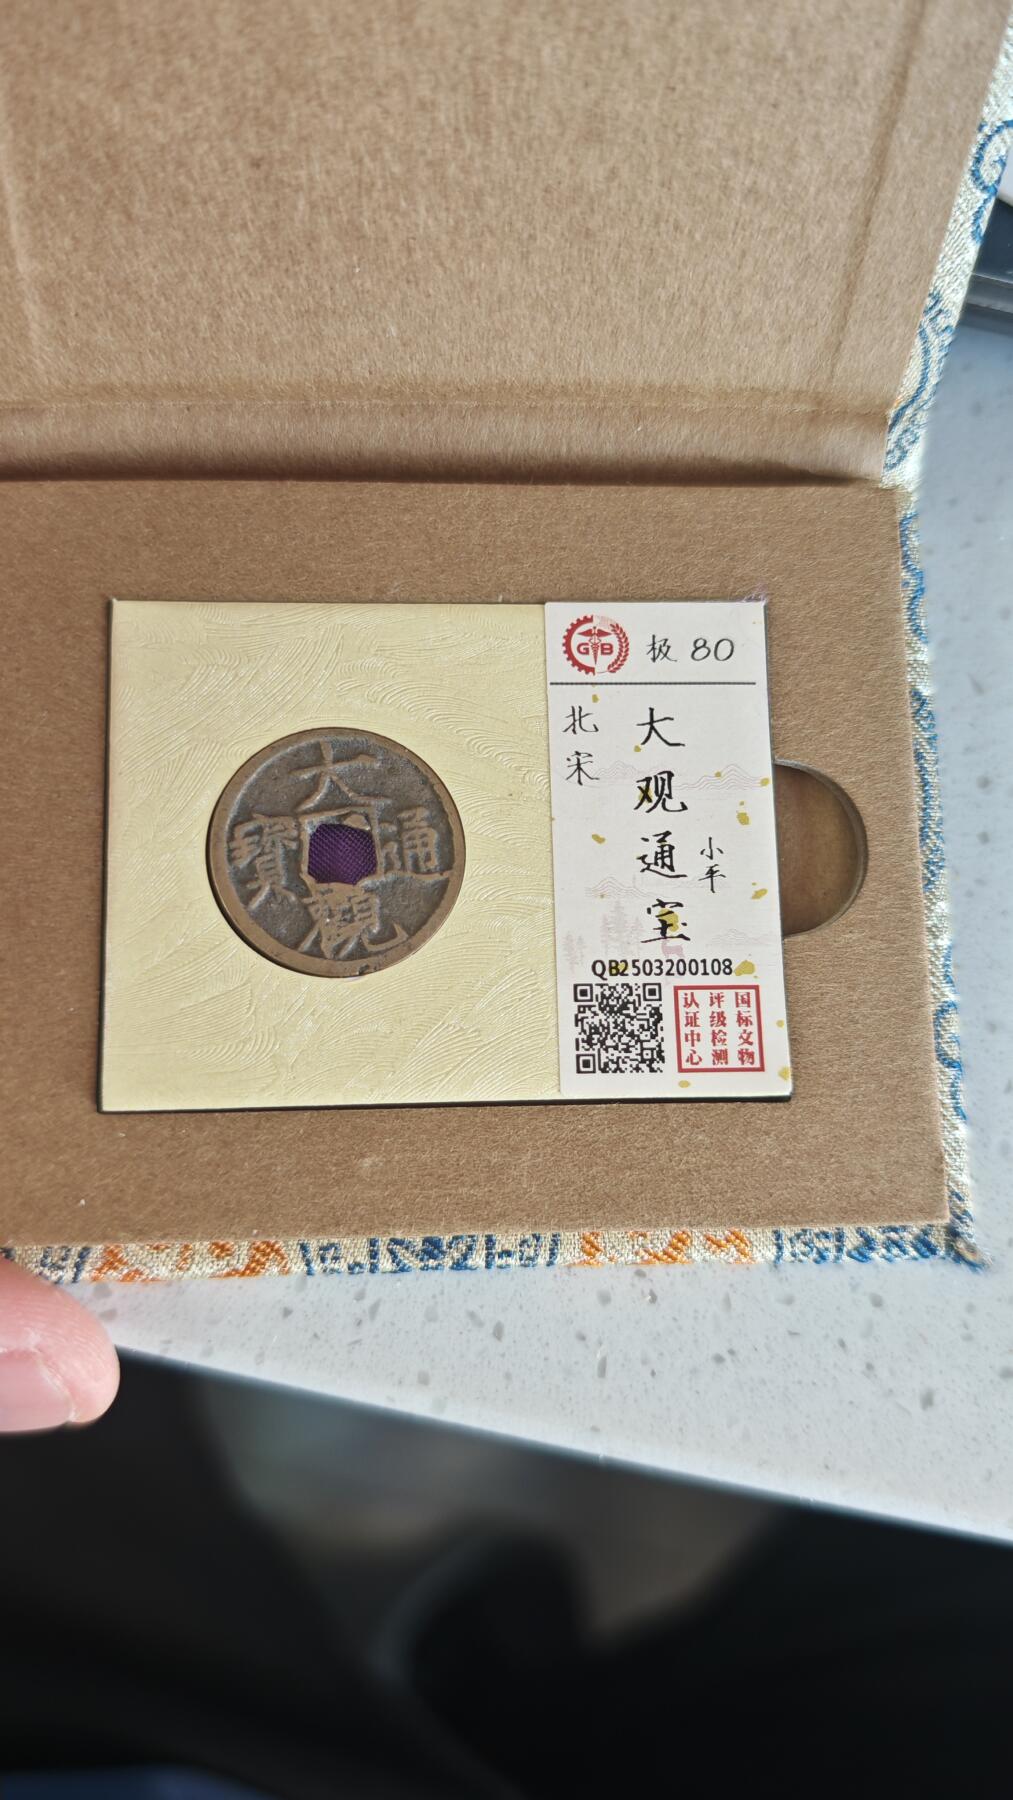 大觀通寶
GB
极 80
北宋
大观通宝
小平
QB2503200108
国标文物
评级检测
认证中心